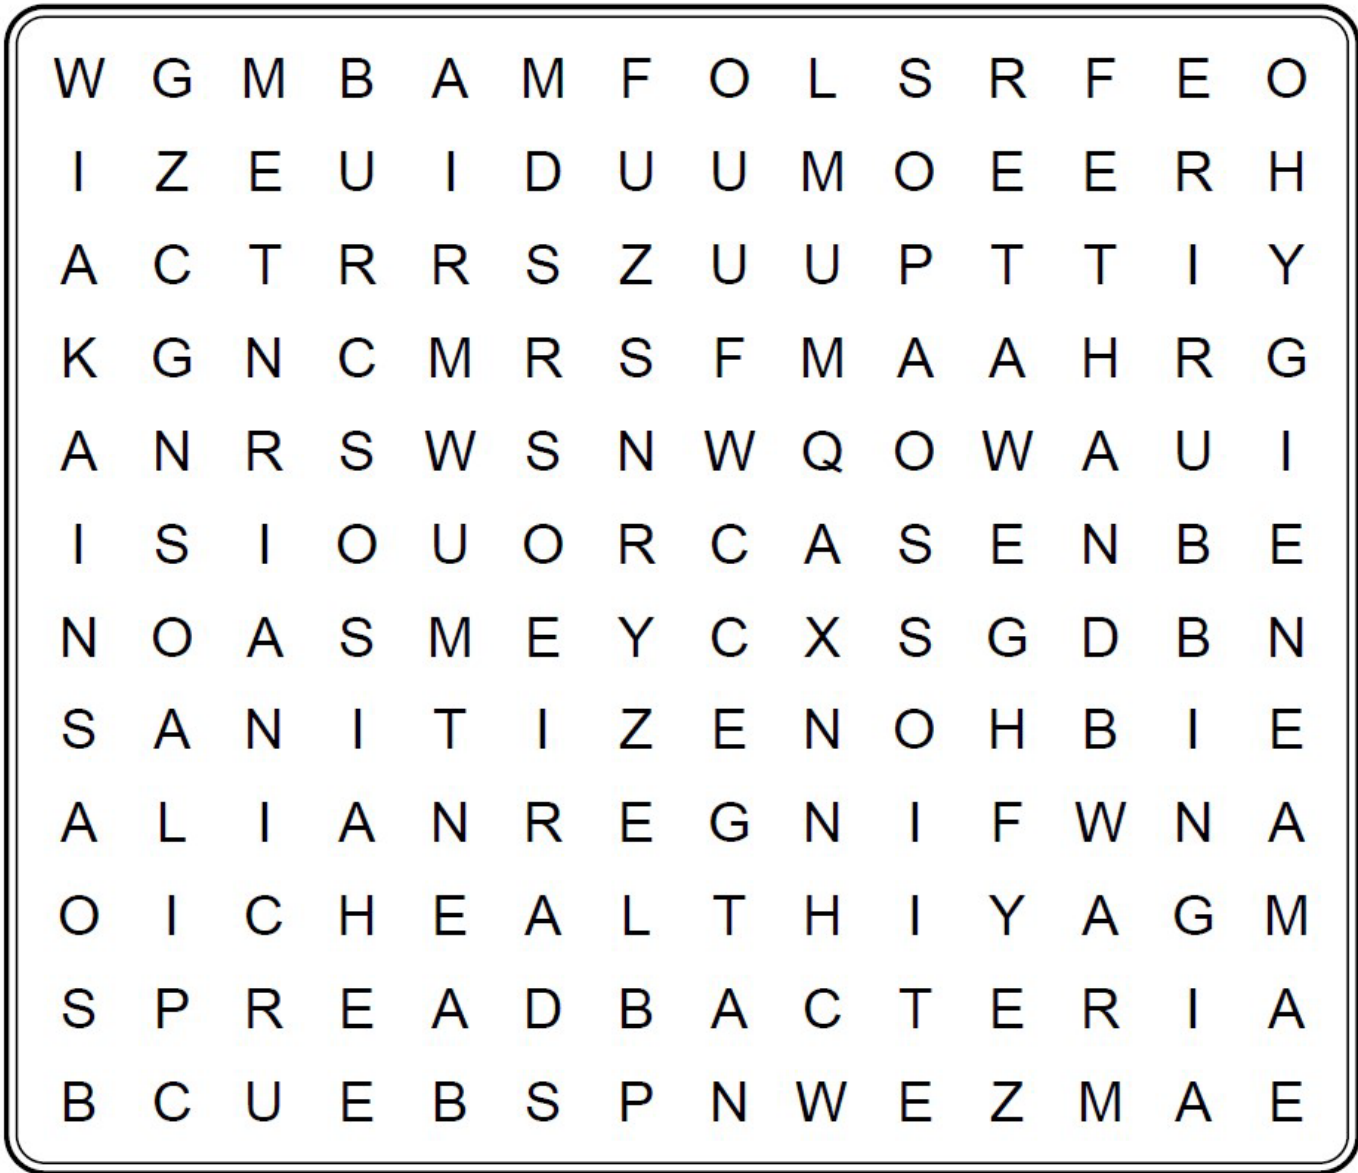 W G M B A M F O L S R F E O
I Z E U I D U U M O E E R H
A C T R R S Z U U P T T I Y
K G N C M R S F M A A H R G
A N R S W S N W Q O W A U I
I S I O U O R C A S E N B E
N O A S M E Y C X S G D B N
S A N I T I Z E N O H B I E
A L I A N R E G N I F W N A
O I C H E A L T H I Y A G M
S P R E A D B A C T E R I A
B C U E B S P N W E Z M A E